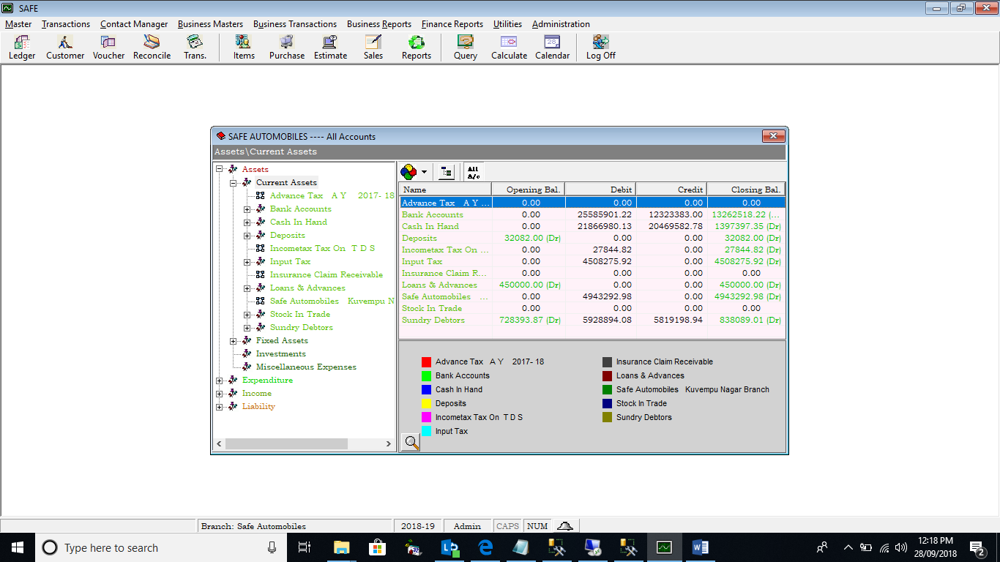 SAFE
Master Transactions Contact Manager Business Masters Business Transactions Business Reports Finance Reports Utilities Administration
Ledger Customer Voucher Reconcile Trans. Items Purchase Estimate Sales Reports Query Calculate Calendar Log Off
SAFE AUTOMOBILES ---- All Accounts
Assets\Current Assets
Assets
Current Assets
Advance Tax A Y 2017- 18
Bank Accounts
Cash In Hand
Deposits
Incometax Tax On T D S
Input Tax
Insurance Claim Receivable
Loans & Advances
Safe Automobiles Kuvempu N
Stock In Trade
Sundry Debtors
Fixed Assets
Investments
Miscellaneous Expenses
Expenditure
Income
Liability
All A/c
Name Opening Bal. Debit Credit Closing Bal.
Advance Tax A Y ... 0.00 0.00 0.00 0.00
Bank Accounts 0.00 25585901.22 12323383.00 13262518.22 (...
Cash In Hand 0.00 21866980.13 20469582.78 1397397.35 (Dr)
Deposits 32082.00 (Dr) 0.00 0.00 32082.00 (Dr)
Incometax Tax On ... 0.00 27844.82 0.00 27844.82 (Dr)
Input Tax 0.00 4508275.92 0.00 4508275.92 (Dr)
Insurance Claim R... 0.00 0.00 0.00 0.00
Loans & Advances 450000.00 (Dr) 0.00 0.00 450000.00 (Dr)
Safe Automobiles ... 0.00 4943292.98 0.00 4943292.98 (Dr)
Stock In Trade 0.00 0.00 0.00 0.00
Sundry Debtors 728393.87 (Dr) 5928894.08 5819198.94 838089.01 (Dr)
Advance Tax A Y 2017- 18 Insurance Claim Receivable
Bank Accounts Loans & Advances
Cash In Hand Safe Automobiles Kuvempu Nagar Branch
Deposits Stock In Trade
Incometax Tax On T D S Sundry Debtors
Input Tax
Branch: Safe Automobiles 2018-19 Admin CAPS NUM
Type here to search 12:18 PM
28/09/2018 2